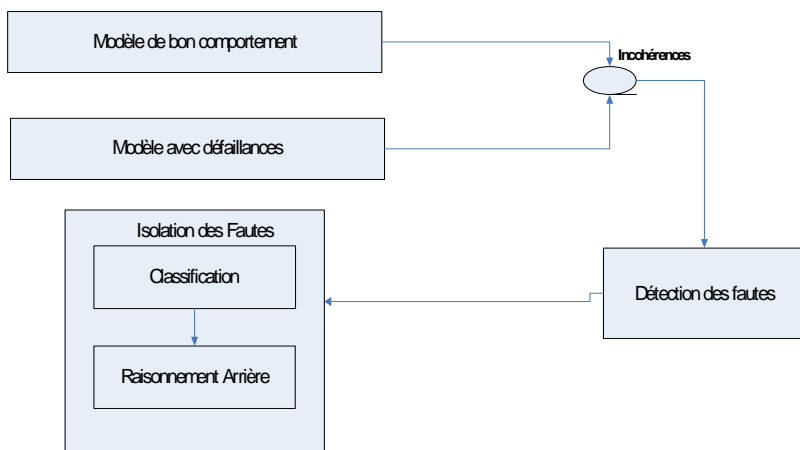 Modèle de bon comportement
Incohérences
Modèle avec défaillances
Isolation des Fautes
Classification
Détection des fautes
Raisonnement Arrière